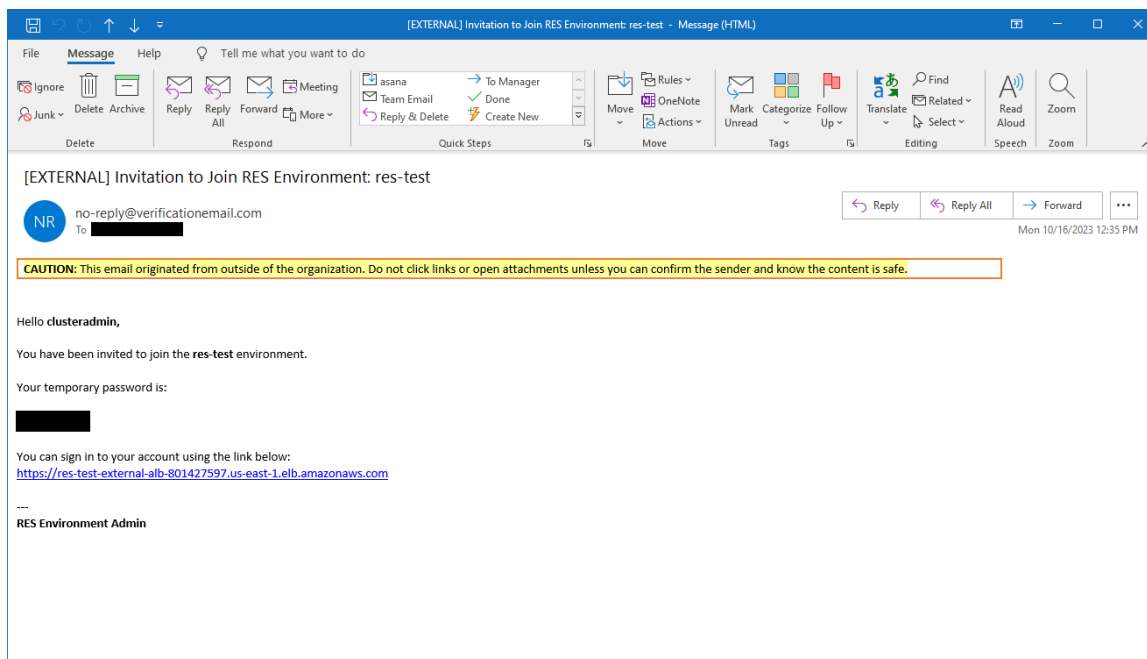 [EXTERNAL] Invitation to Join RES Environment: res-test - Message (HTML)
File Message Help Tell me what you want to do
Ignore
Junk
Delete
Archive
Reply
Reply All
Forward
Meeting
More
asana
Team Email
Reply & Delete
To Manager
Done
Create New
Move
Rules
OneNote
Actions
Mark Unread
Categorize
Follow Up
Translate
Find
Related
Select
Read Aloud
Zoom
Delete Respond Quick Steps Move Tags Editing Speech Zoom
[EXTERNAL] Invitation to Join RES Environment: res-test
NR
no-reply@verificationemail.com
To
Reply Reply All Forward
Mon 10/16/2023 12:35 PM
CAUTION: This email originated from outside of the organization. Do not click links or open attachments unless you can confirm the sender and know the content is safe.
Hello clusteradmin,
You have been invited to join the res-test environment.
Your temporary password is:
You can sign in to your account using the link below:
https://res-test-external-alb-801427597.us-east-1.elb.amazonaws.com
---
RES Environment Admin